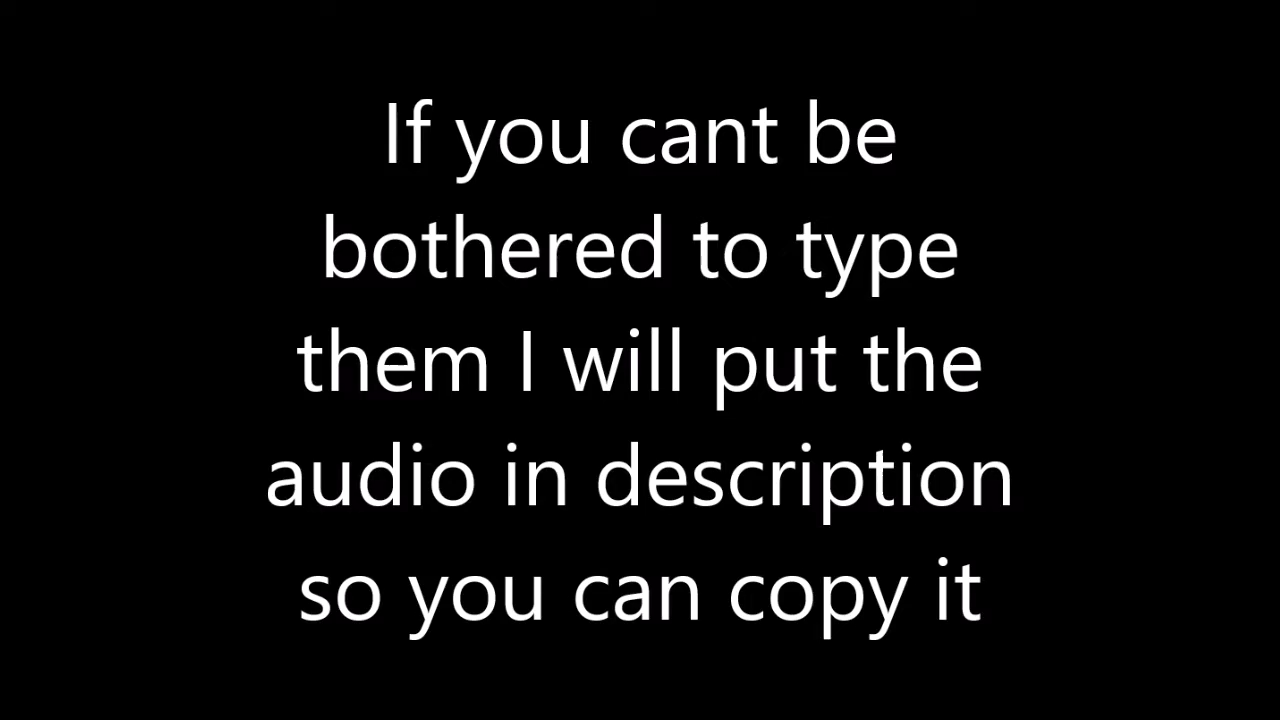 If you cant be
bothered to type
them I will put the
audio in description
so you can copy it